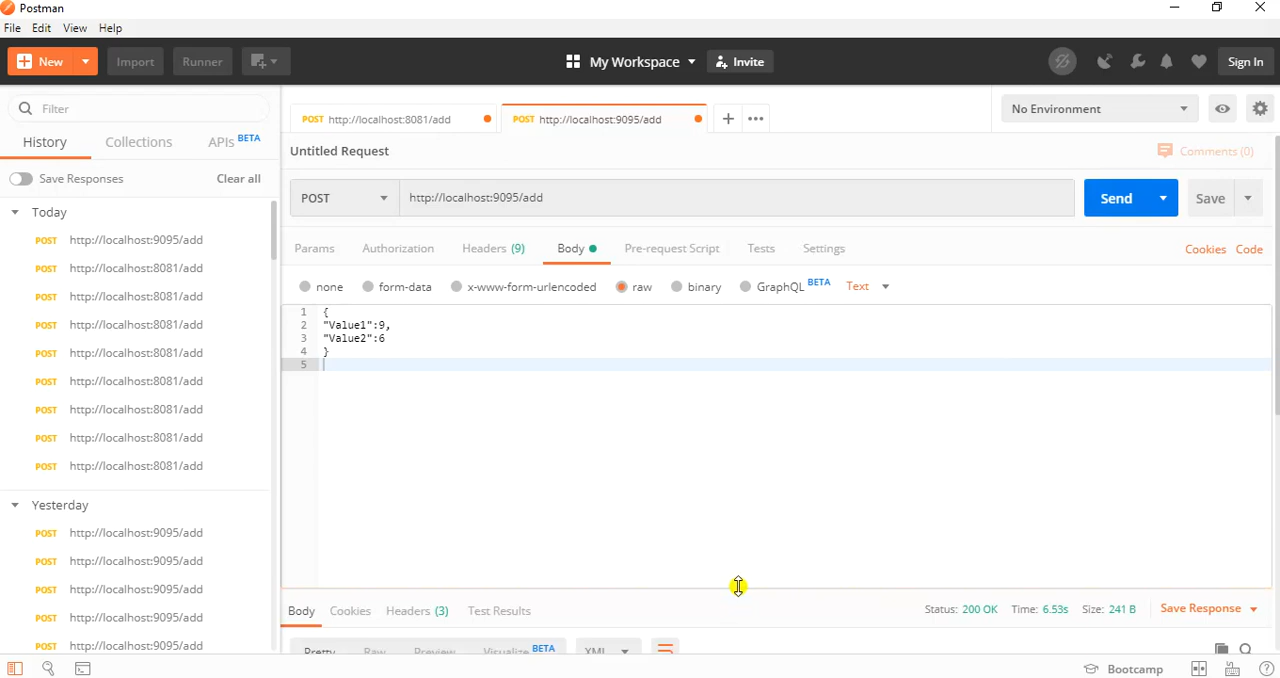 Postman
File Edit View Help
New Import Runner My Workspace Invite Sign In
Filter
History Collections APIs BETA
Save Responses Clear all
Today
POST http://localhost:9095/add
POST http://localhost:8081/add
POST http://localhost:8081/add
POST http://localhost:8081/add
POST http://localhost:8081/add
POST http://localhost:8081/add
POST http://localhost:8081/add
POST http://localhost:8081/add
POST http://localhost:8081/add
Yesterday
POST http://localhost:9095/add
POST http://localhost:9095/add
POST http://localhost:9095/add
POST http://localhost:9095/add
POST http://localhost:9095/add
POST http://localhost:8081/add POST http://localhost:9095/add + ••• No Environment
Untitled Request Comments (0)
POST http://localhost:9095/add Send Save
Params Authorization Headers (9) Body Pre-request Script Tests Settings Cookies Code
none form-data x-www-form-urlencoded raw binary GraphQL BETA Text
1 {
2 "Value1":9,
3 "Value2":6
4 }
5
Body Cookies Headers (3) Test Results Status: 200 OK Time: 6.53s Size: 241 B Save Response
Pretty Raw Preview Visualize BETA XML
Bootcamp